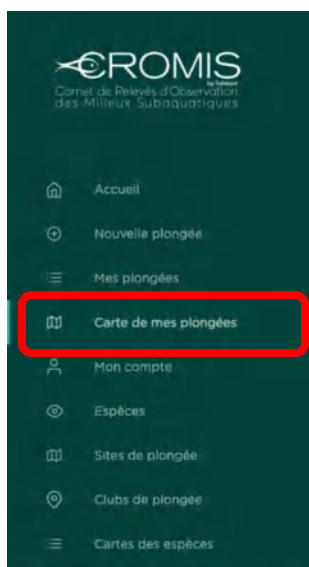 CROMIS
by Subaqua
Carnet de Relevés d'Observation
des Milieux Subaquatiques
Accueil
Nouvelle plongée
Mes plongées
Carte de mes plongées
Mon compte
Espèces
Sites de plongée
Clubs de plongée
Cartes des espèces